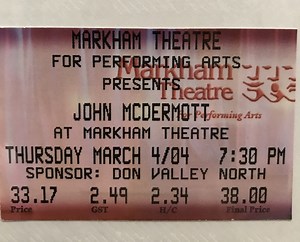 MARKHAM THEATRE
FOR PERFORMING ARTS
Markham
PRESENTS
Theatre
JOHN MCDERMOTT
for Performing Arts
AT MARKHAM THEATRE
THURSDAY MARCH 4/04 7:30 PM
SPONSOR: DON VALLEY NORTH
33.17 2.49 2.34 38.00
Price GST H/C Final Price